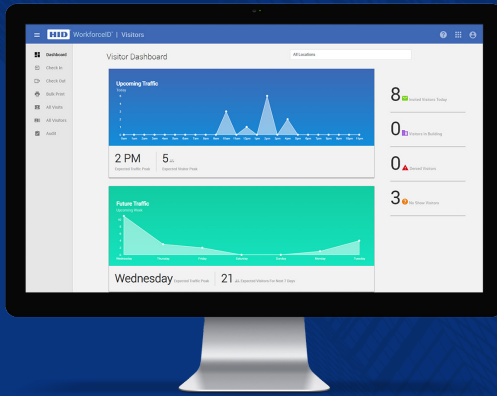 HID WorkforceID™ | Visitors
Dashboard
Check In
Check Out
Bulk Print
All Visits
All Visitors
Audit
Visitor Dashboard
All Locations
Upcoming Traffic
Today
2 PM
Expected Traffic Peak
5
Expected Visitor Peak
Future Traffic
Upcoming Week
Wednesday Thursday Friday Saturday Sunday Monday Tuesday
Wednesday Expected Traffic Peak
21 Expected Visitors For Next 7 Days
8 Invited Visitors Today
0 Visitors in Building
0 Denied Visitors
3 No Show Visitors